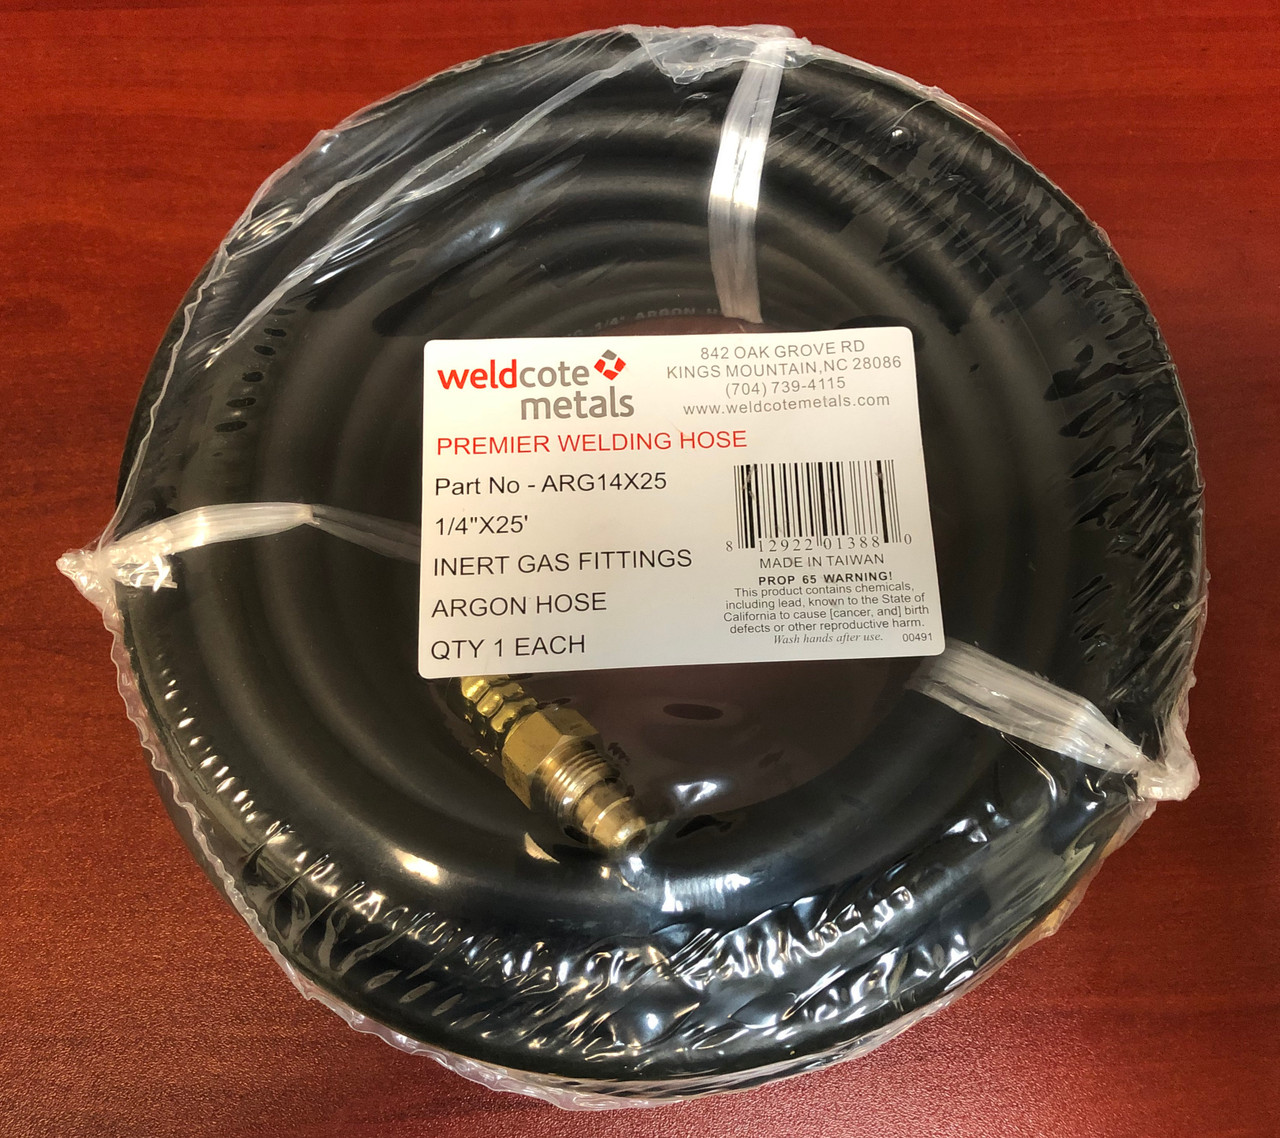 1/4" ARGON H
weldcote
metals
842 OAK GROVE RD
KINGS MOUNTAIN,NC 28086
(704) 739-4115
www.weldcotemetals.com
PREMIER WELDING HOSE
Part No - ARG14X25
1/4"X25'
INERT GAS FITTINGS
ARGON HOSE
QTY 1 EACH
8 12922 01388 0
MADE IN TAIWAN
PROP 65 WARNING!
This product contains chemicals,
including lead, known to the State of
California to cause [cancer, and] birth
defects or other reproductive harm.
Wash hands after use. 00491